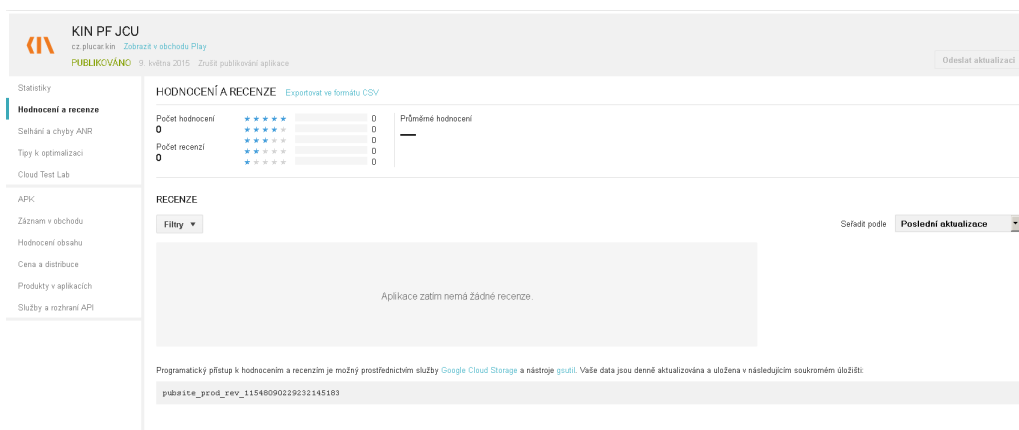 KIN PF JCU
cz.plucar.kin Zobrazit v obchodu Play
PUBLIKOVÁNO 9. května 2015 Zrušit publikování aplikace
Odeslat aktualizaci
Statistiky
Hodnocení a recenze
Selhání a chyby ANR
Tipy k optimalizaci
Cloud Test Lab
APK
Záznam v obchodu
Hodnocení obsahu
Cena a distribuce
Produkty v aplikacích
Služby a rozhraní API
HODNOCENÍ A RECENZE Exportovat ve formátu CSV
Počet hodnocení
0
Počet recenzí
0
0
0
0
0
0
Průměrné hodnocení
—
RECENZE
Filtry
Seřadit podle Poslední aktualizace
Aplikace zatím nemá žádné recenze.
Programatický přístup k hodnocením a recenzím je možný prostřednictvím služby Google Cloud Storage a nástroje gsutil. Vaše data jsou denně aktualizována a uložena v následujícím soukromém úložišti:
pubsite_prod_rev_11548090229232145183